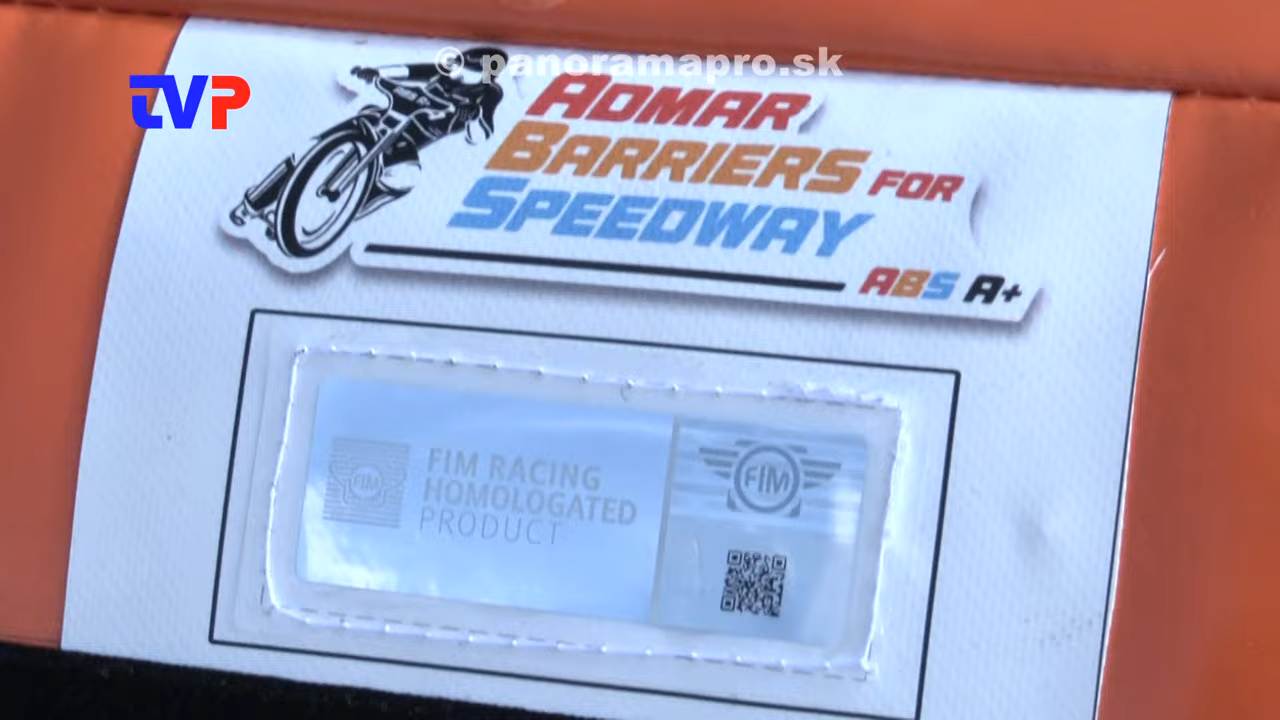 © panoramapro.sk
TVP
ADMAR
BARRIERS FOR
SPEEDWAY
ABS A+
FIM
FIM RACING
HOMOLOGATED
PRODUCT
FIM